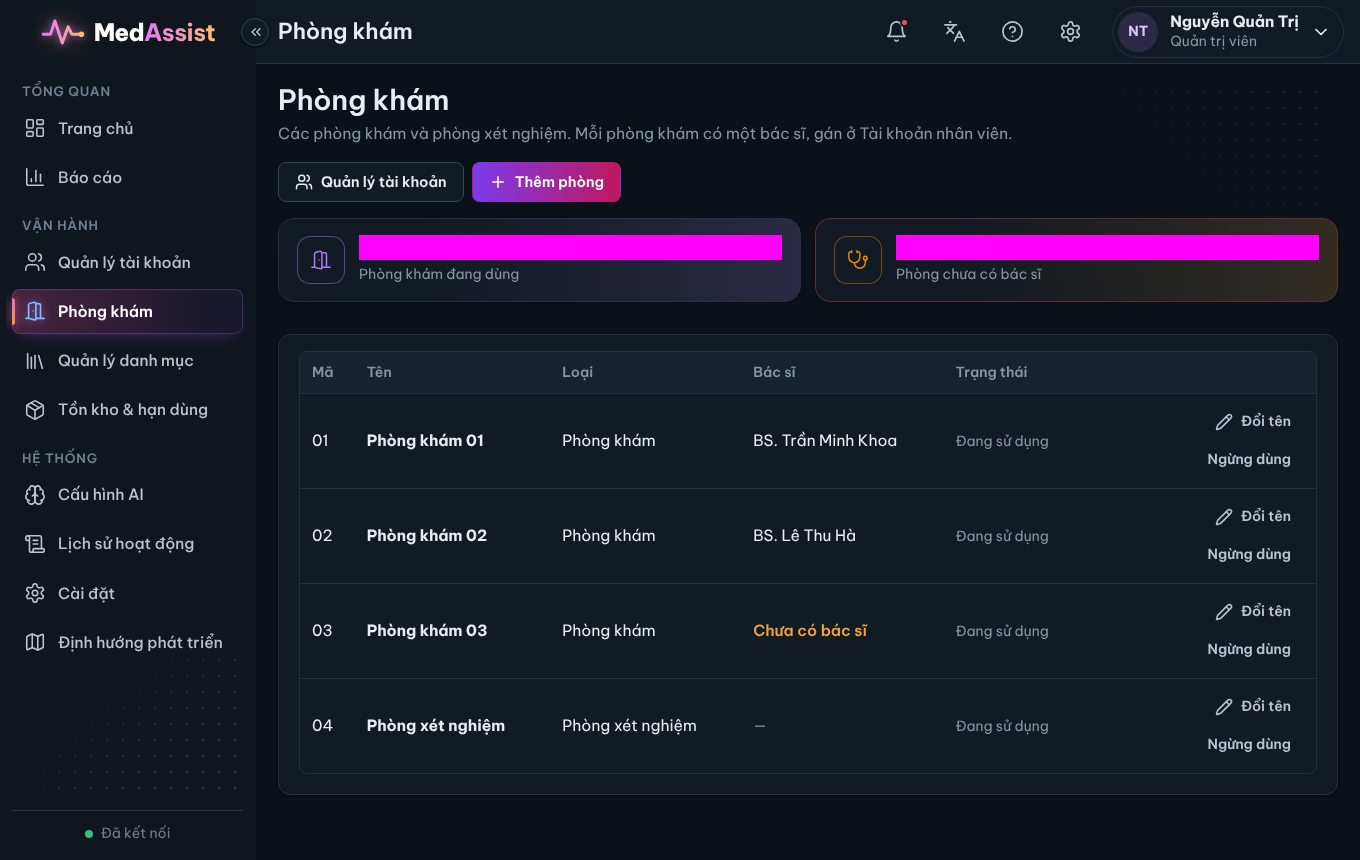 MedAssist
Phòng khám
NT
Nguyễn Quản Trị
Quản trị viên
TỔNG QUAN
Trang chủ
Báo cáo
VẬN HÀNH
Quản lý tài khoản
Phòng khám
Quản lý danh mục
Tồn kho & hạn dùng
HỆ THỐNG
Cấu hình AI
Lịch sử hoạt động
Cài đặt
Định hướng phát triển
Đã kết nối
Phòng khám
Các phòng khám và phòng xét nghiệm. Mỗi phòng khám có một bác sĩ, gán ở Tài khoản nhân viên.
Quản lý tài khoản
Thêm phòng
Phòng khám đang dùng
Phòng chưa có bác sĩ
Mã Tên Loại Bác sĩ Trạng thái
01 Phòng khám 01 Phòng khám BS. Trần Minh Khoa Đang sử dụng
Đổi tên
Ngừng dùng
02 Phòng khám 02 Phòng khám BS. Lê Thu Hà Đang sử dụng
Đổi tên
Ngừng dùng
03 Phòng khám 03 Phòng khám Chưa có bác sĩ Đang sử dụng
Đổi tên
Ngừng dùng
04 Phòng xét nghiệm Phòng xét nghiệm — Đang sử dụng
Đổi tên
Ngừng dùng